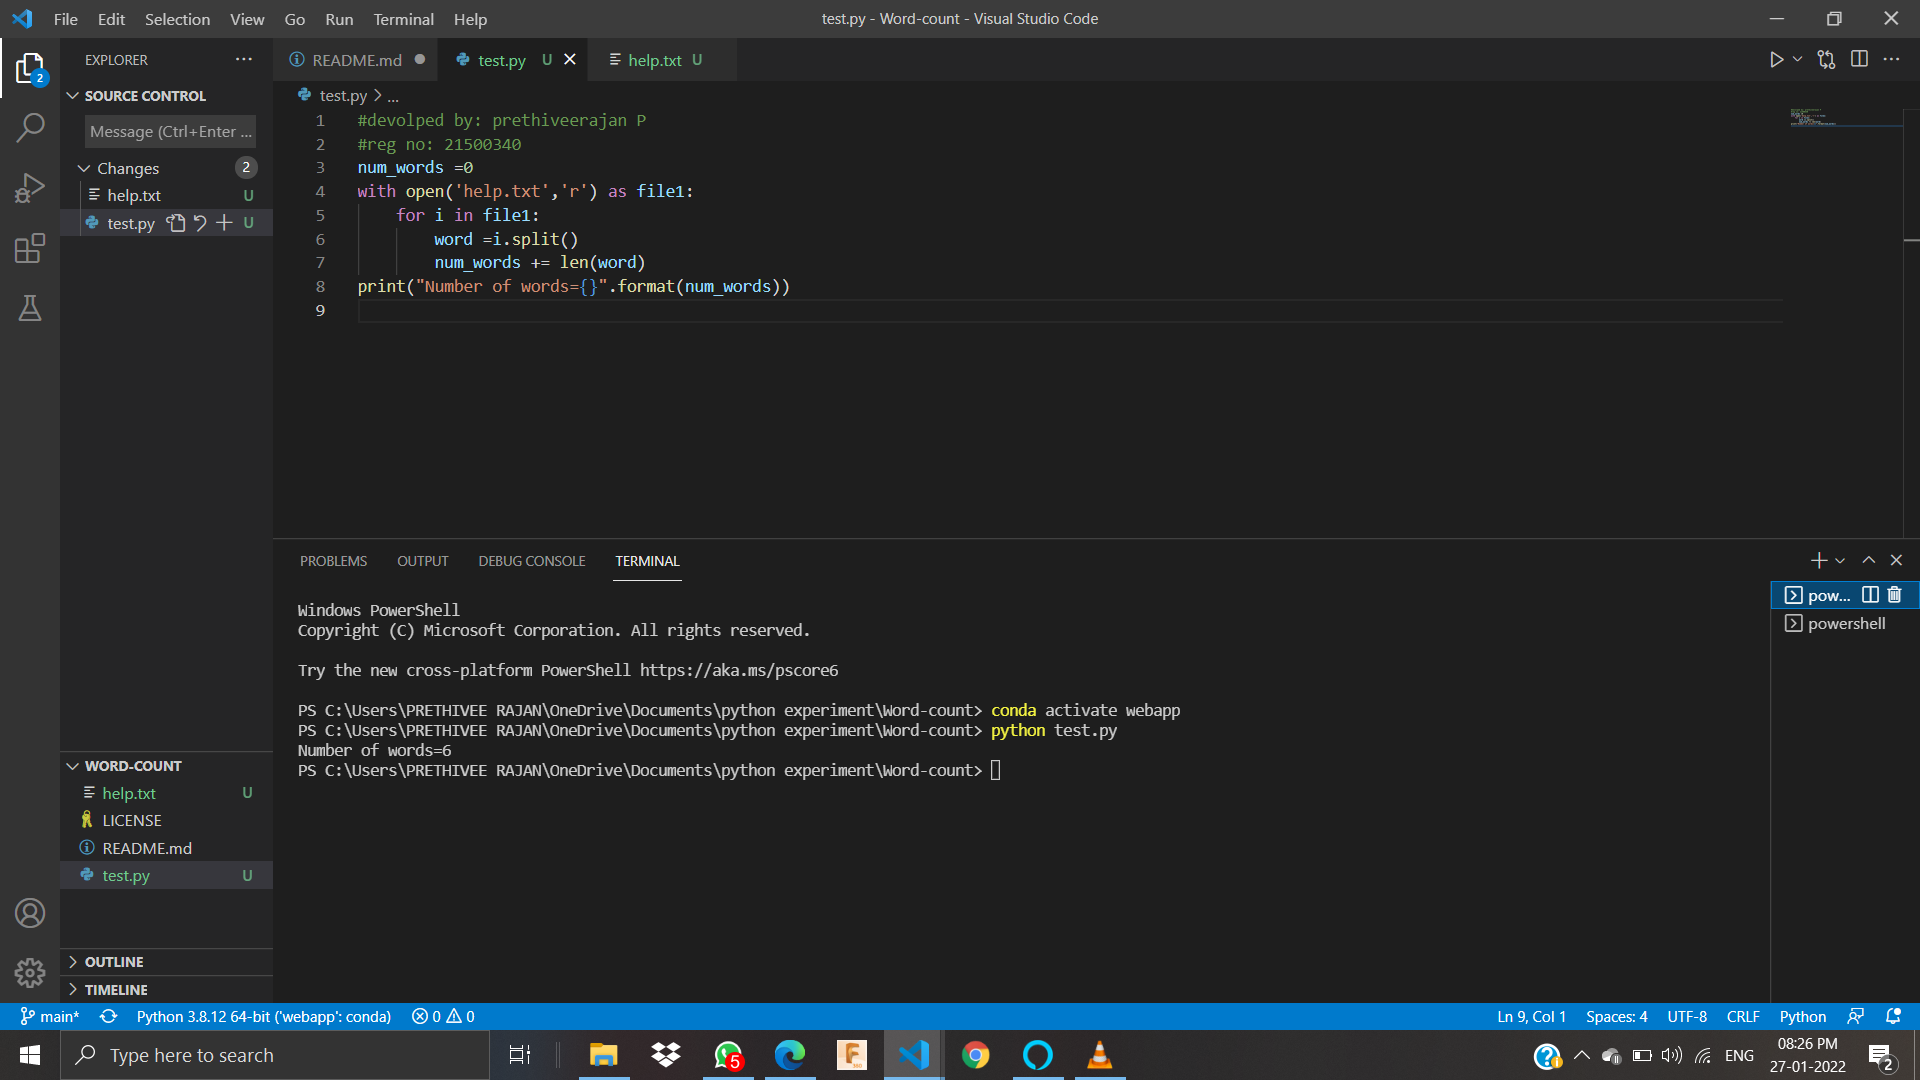 File Edit Selection View Go Run Terminal Help
test.py - Word-count - Visual Studio Code
EXPLORER
README.md
test.py U
help.txt U
2
SOURCE CONTROL
Message (Ctrl+Enter ...
Changes 2
help.txt U
test.py U
test.py > ...
1 #devolped by: prethiveerajan P
2 #reg no: 21500340
3 num_words =0
4 with open('help.txt','r') as file1:
5     for i in file1:
6         word =i.split()
7         num_words += len(word)
8 print("Number of words={}".format(num_words))
9
PROBLEMS OUTPUT DEBUG CONSOLE TERMINAL
pow...
powershell
Windows PowerShell
Copyright (C) Microsoft Corporation. All rights reserved.
Try the new cross-platform PowerShell https://aka.ms/pscore6
PS C:\Users\PRETHIVEE RAJAN\OneDrive\Documents\python experiment\Word-count> conda activate webapp
PS C:\Users\PRETHIVEE RAJAN\OneDrive\Documents\python experiment\Word-count> python test.py
Number of words=6
PS C:\Users\PRETHIVEE RAJAN\OneDrive\Documents\python experiment\Word-count>
WORD-COUNT
help.txt U
LICENSE
README.md
test.py U
OUTLINE
TIMELINE
main* Python 3.8.12 64-bit ('webapp': conda) 0 0
Ln 9, Col 1 Spaces: 4 UTF-8 CRLF Python
Type here to search
5
F
ENG
08:26 PM
27-01-2022
2